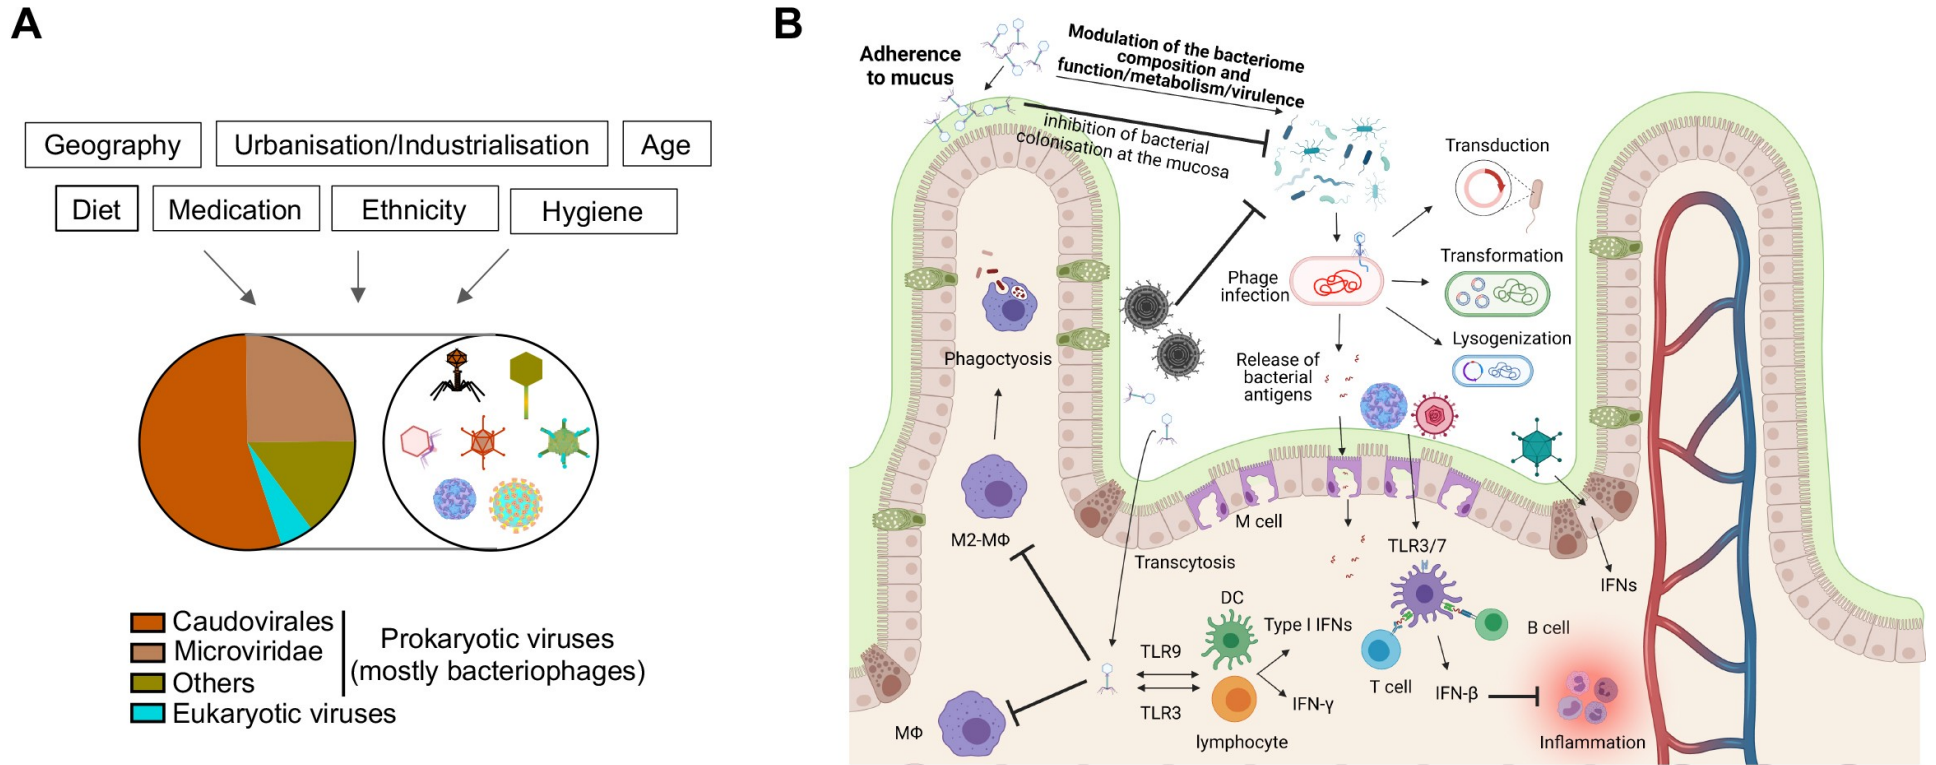 A
Geography
Urbanisation/Industrialisation
Age
Diet
Medication
Ethnicity
Hygiene
Caudovirales
Microviridae
Others
Eukaryotic viruses
Prokaryotic viruses
(mostly bacteriophages)
B
Adherence
to mucus
Modulation of the bacteriome
composition and
function/metabolism/virulence
inhibition of bacterial
colonisation at the mucosa
Transduction
Transformation
Lysogenization
Phage
infection
Release of
bacterial
antigens
Phagoctyosis
M2-MΦ
M cell
Transcytosis
TLR3/7
IFNs
DC
Type I IFNs
B cell
TLR9
TLR3
T cell
IFN-β
IFN-γ
MΦ
lymphocyte
Inflammation